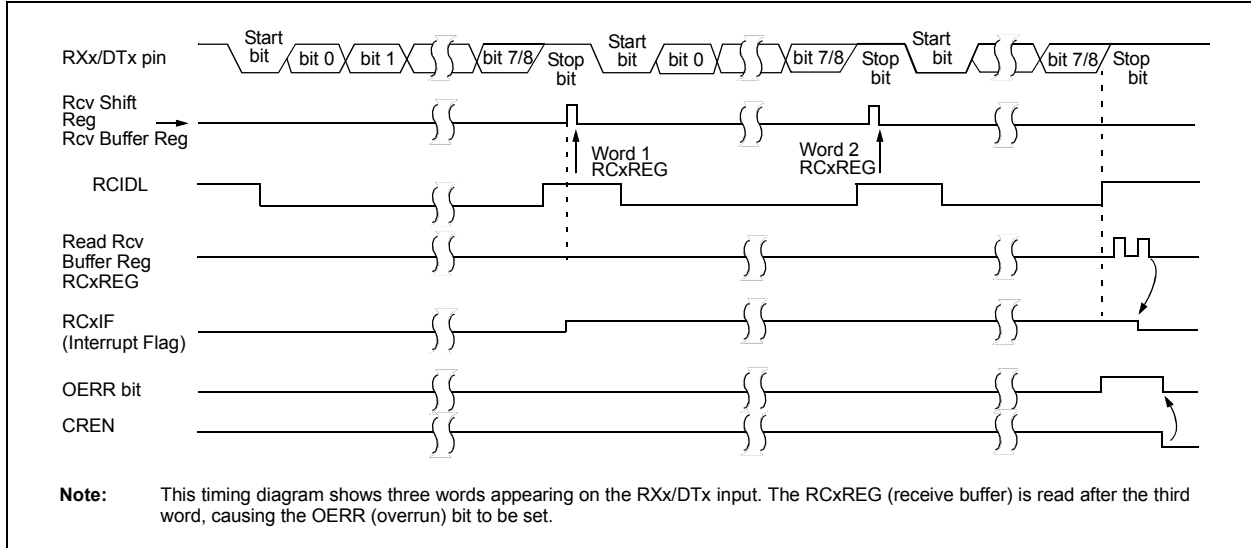 RXx/DTx pin
Start
bit
bit 0
bit 1
bit 7/8
Stop
bit
Start
bit
bit 0
bit 7/8
Stop
bit
Start
bit
bit 7/8
Stop
bit
Rcv Shift
Reg
Rcv Buffer Reg
Word 1
RCxREG
Word 2
RCxREG
RCIDL
Read Rcv
Buffer Reg
RCxREG
RCxIF
(Interrupt Flag)
OERR bit
CREN
Note: This timing diagram shows three words appearing on the RXx/DTx input. The RCxREG (receive buffer) is read after the third
word, causing the OERR (overrun) bit to be set.